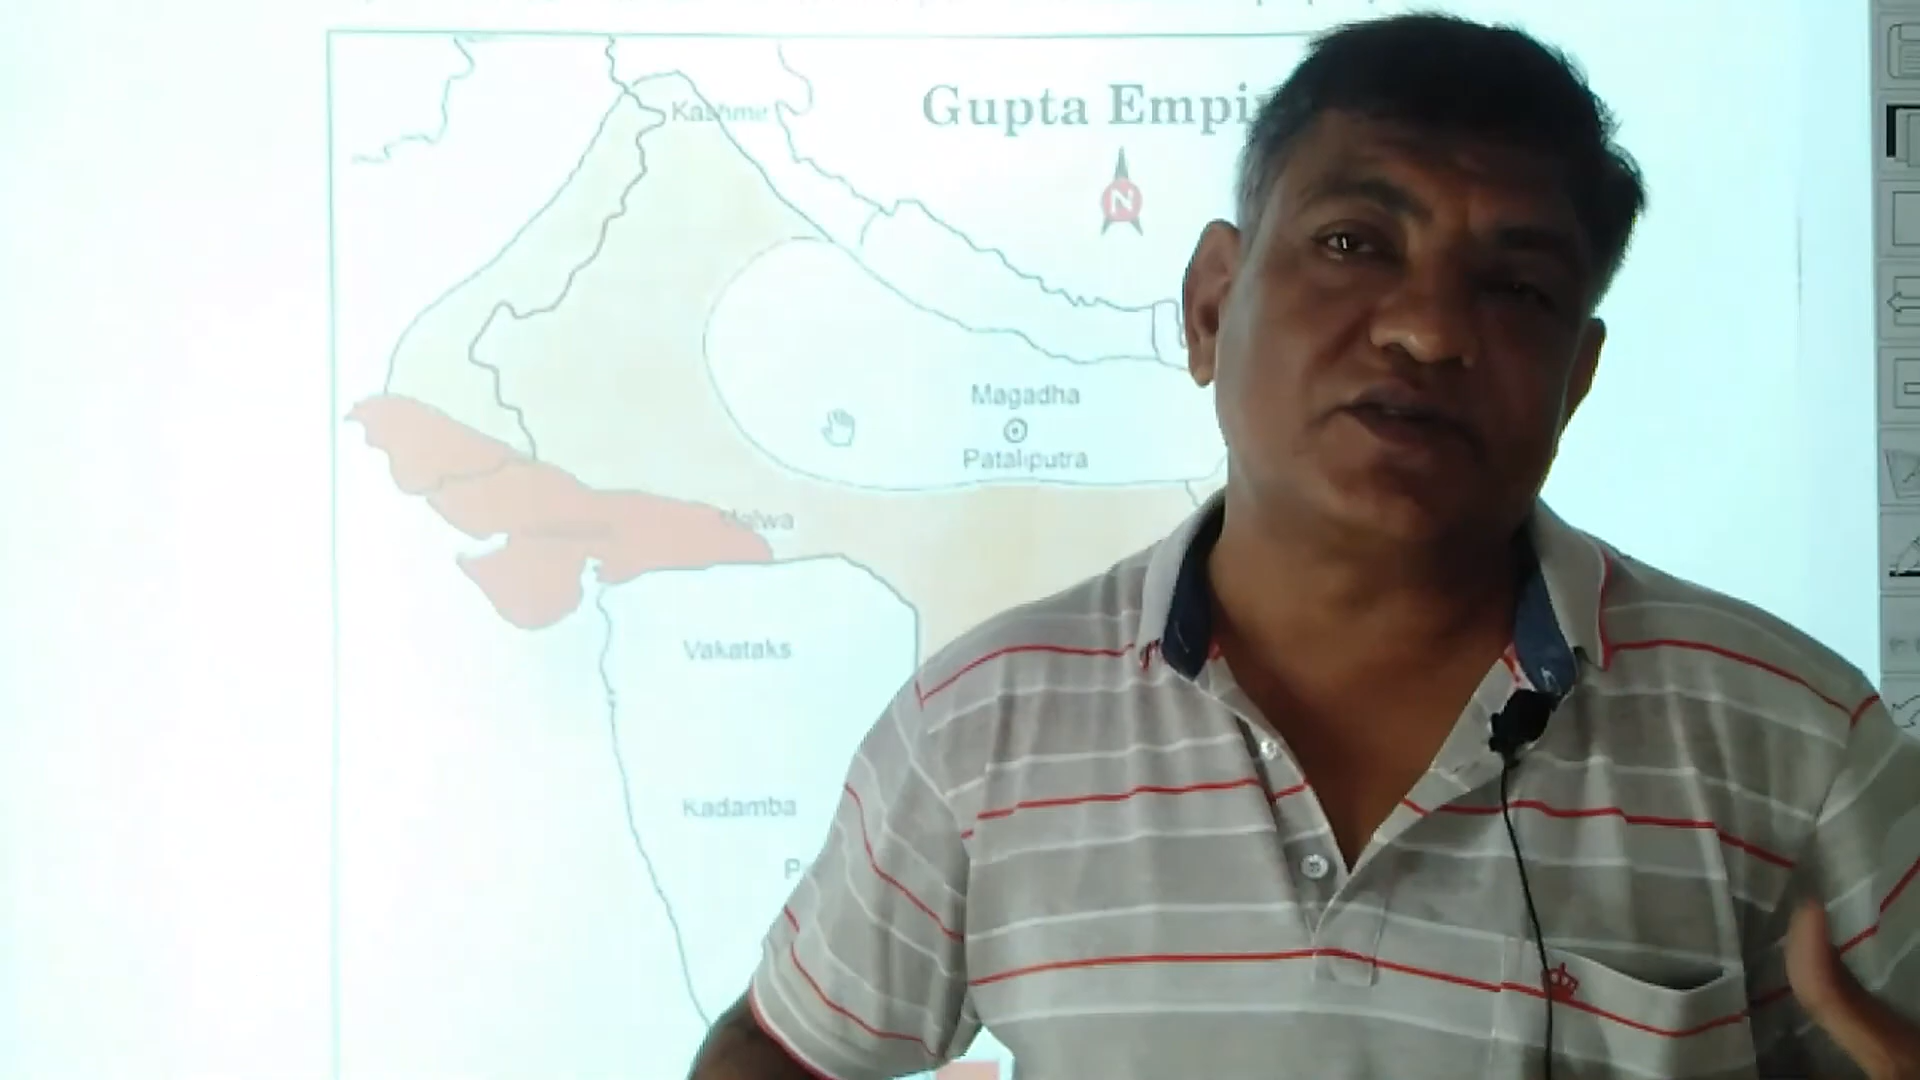 Gupta Empi
N
Kashmir
Magadha
Pataliputra
Malwa
Vakataks
Kadamba
P